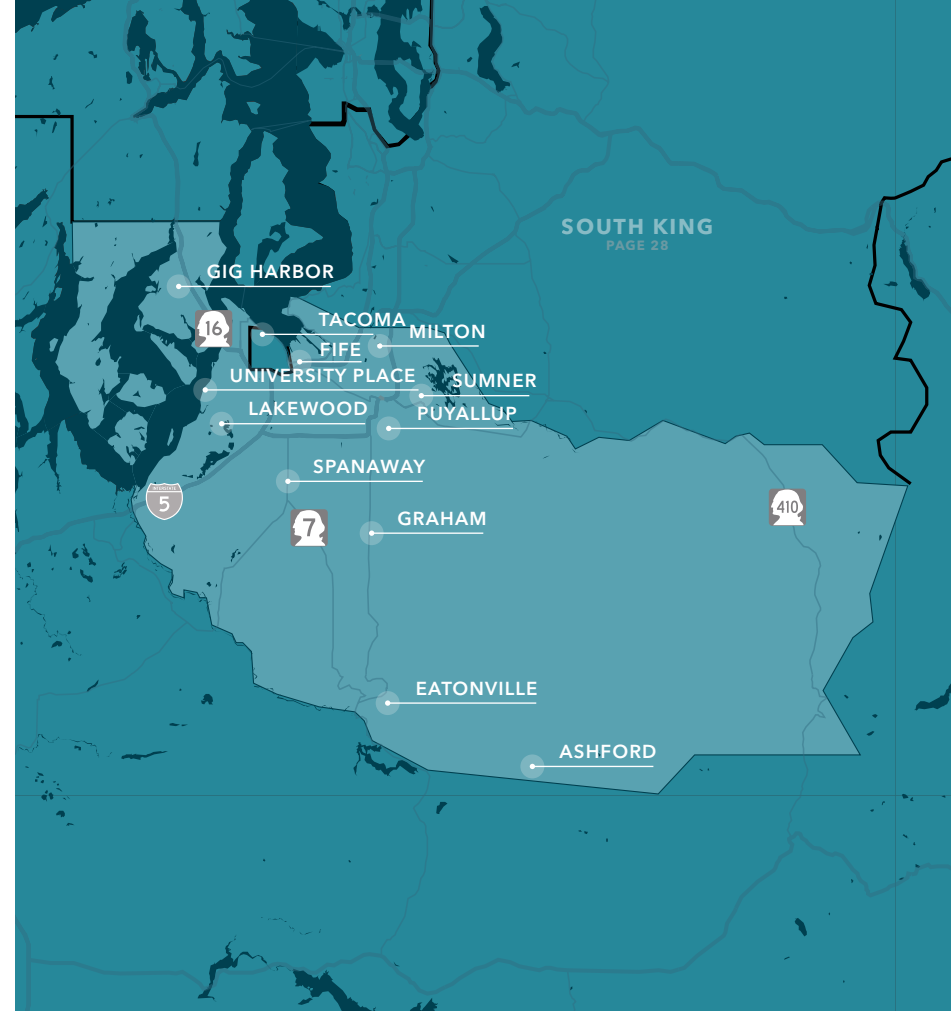 SOUTH KING
PAGE 28
GIG HARBOR
16
TACOMA
MILTON
FIFE
UNIVERSITY PLACE
SUMNER
LAKEWOOD
PUYALLUP
SPANAWAY
INTERSTATE
5
410
7
GRAHAM
EATONVILLE
ASHFORD